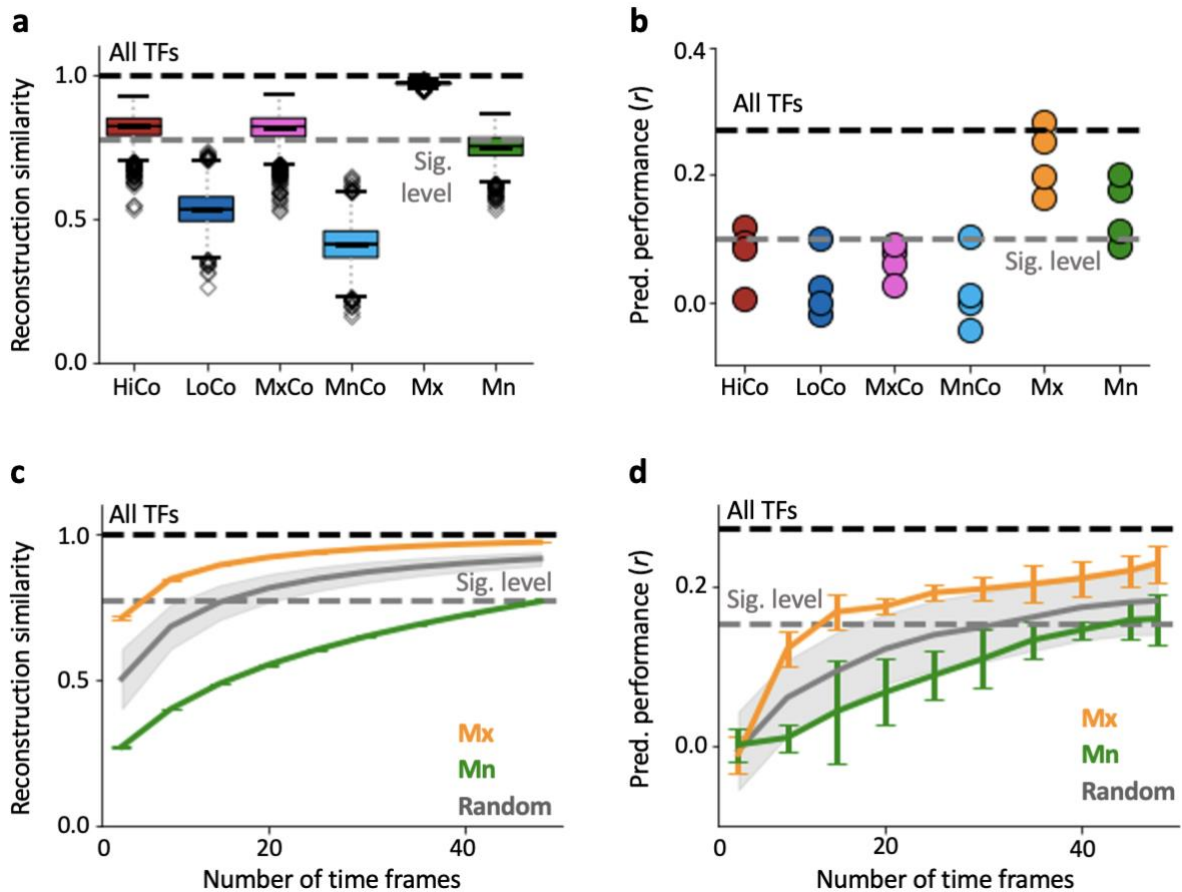 a
All TFs
Reconstruction similarity
1.0
0.5
0.0
Sig.
level
HiCo LoCo MxCo MnCo Mx Mn
b
0.4
All TFs
Pred. performance (r)
0.2
0.0
Sig. level
HiCo LoCo MxCo MnCo Mx Mn
c
All TFs
Reconstruction similarity
1.0
Sig. level
0.5
0.0
Mx
Mn
Random
0 20 40
Number of time frames
d
All TFs
Pred. performance (r)
0.2
Sig. level
0.0
Mx
Mn
Random
0 20 40
Number of time frames